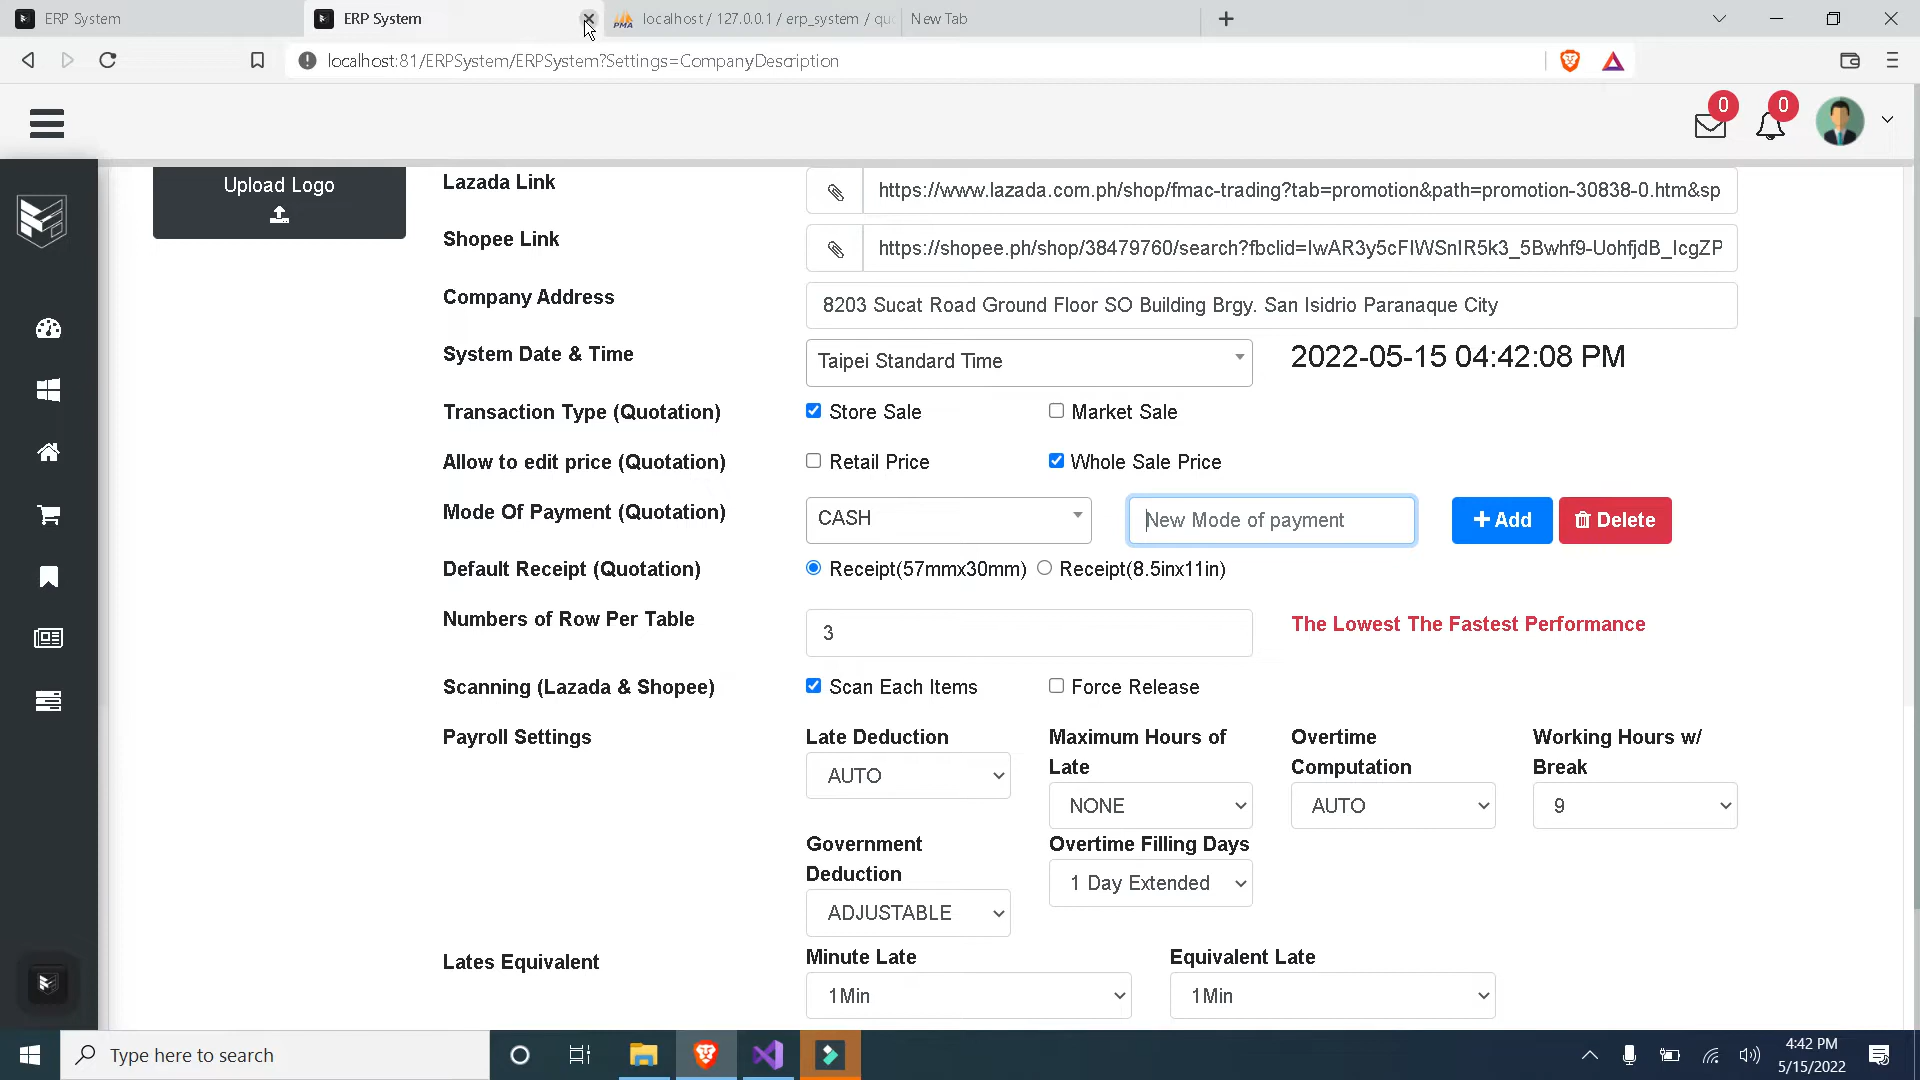 ERP System
ERP System
localhost / 127.0.0.1 / erp_system / qu
New Tab
localhost:81/ERPSystem/ERPSystem?Settings=CompanyDescription
0
0
Upload Logo
Lazada Link
https://www.lazada.com.ph/shop/fmac-trading?tab=promotion&path=promotion-30838-0.htm&sp
Shopee Link
https://shopee.ph/shop/38479760/search?fbclid=IwAR3y5cFIWSnIR5k3_5Bwhf9-UohfjdB_IcgZP
Company Address
8203 Sucat Road Ground Floor SO Building Brgy. San Isidrio Paranaque City
System Date & Time
Taipei Standard Time
2022-05-15 04:42:08 PM
Transaction Type (Quotation)
Store Sale
Market Sale
Allow to edit price (Quotation)
Retail Price
Whole Sale Price
Mode Of Payment (Quotation)
CASH
New Mode of payment
Add
Delete
Default Receipt (Quotation)
Receipt(57mmx30mm)
Receipt(8.5inx11in)
Numbers of Row Per Table
3
The Lowest The Fastest Performance
Scanning (Lazada & Shopee)
Scan Each Items
Force Release
Payroll Settings
Late Deduction
AUTO
Maximum Hours of
Late
NONE
Overtime
Computation
AUTO
Working Hours w/
Break
9
Government
Deduction
ADJUSTABLE
Overtime Filling Days
1 Day Extended
Lates Equivalent
Minute Late
1Min
Equivalent Late
1Min
Type here to search
4:42 PM
5/15/2022